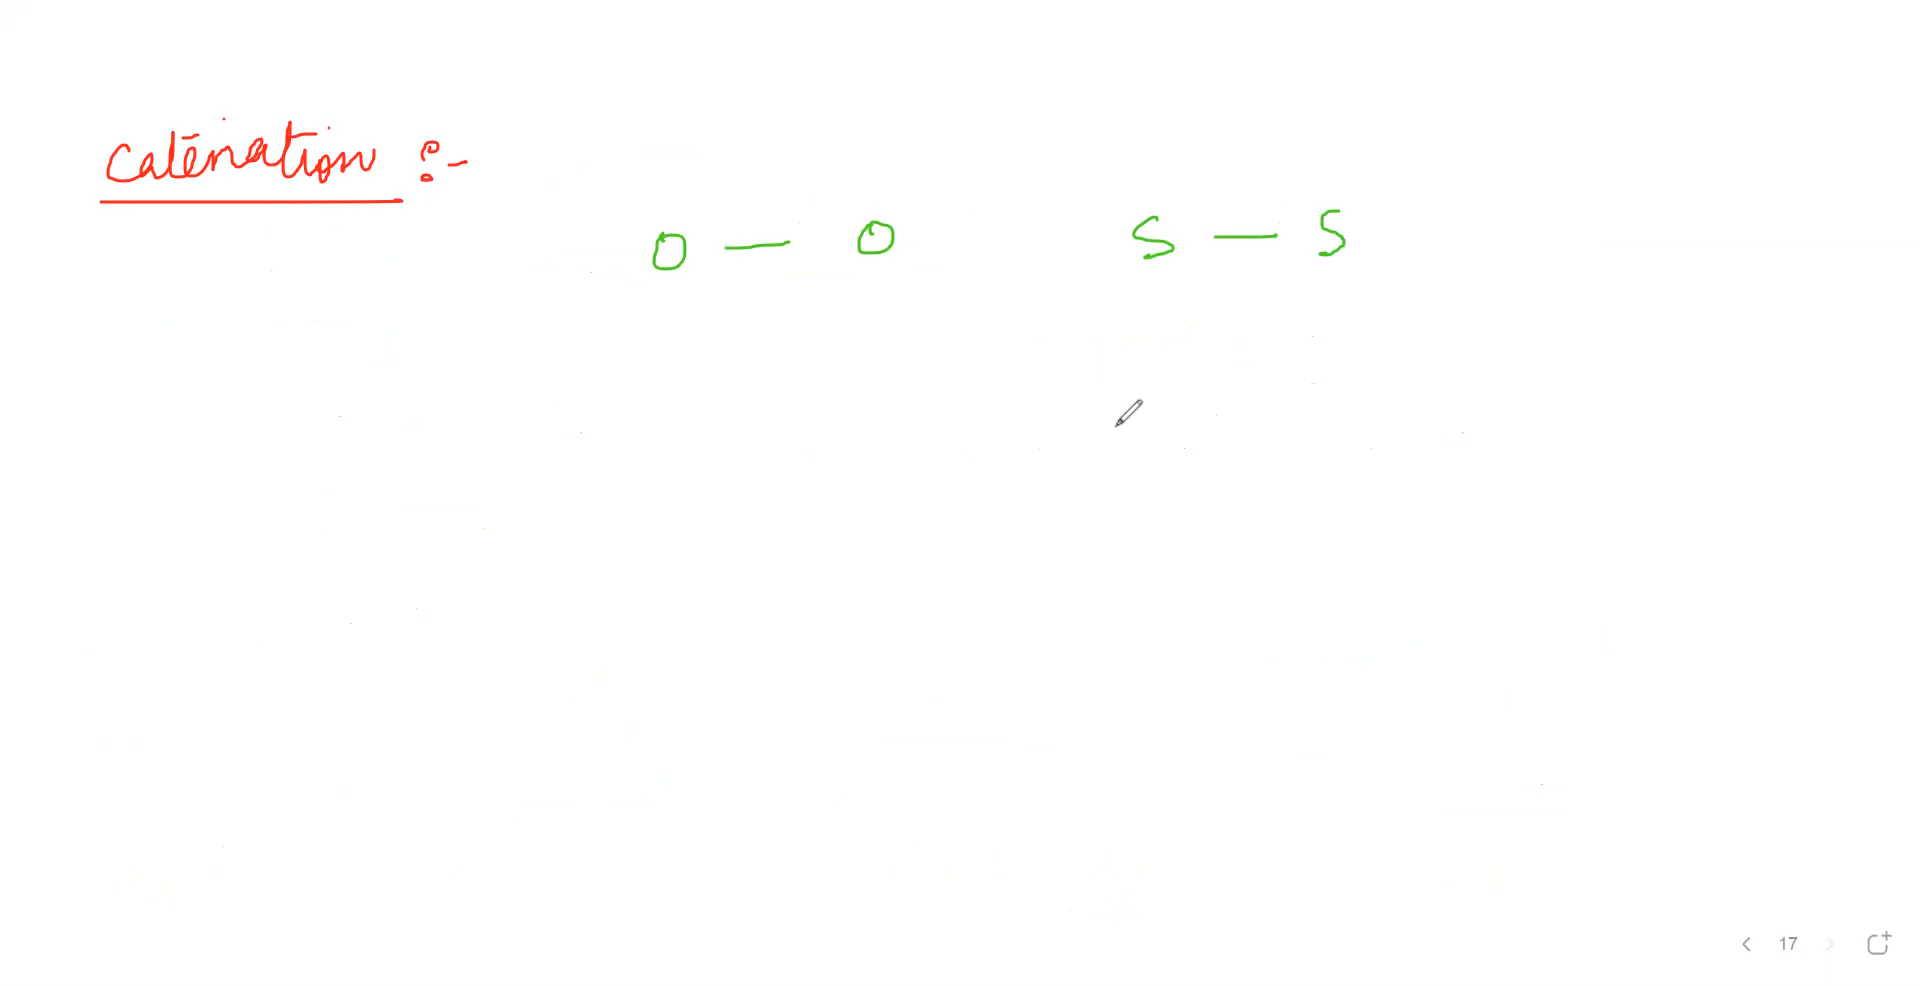 Catenation :-
O — O S — S
17